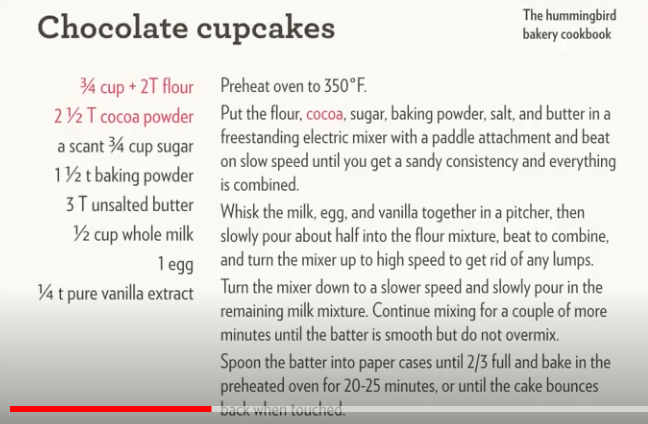 Chocolate cupcakes
The hummingbird
bakery cookbook
¾ cup + 2T flour
2 ½ T cocoa powder
a scant ¾ cup sugar
1 ½ t baking powder
3 T unsalted butter
½ cup whole milk
1 egg
¼ t pure vanilla extract
Preheat oven to 350°F.
Put the flour, cocoa, sugar, baking powder, salt, and butter in a
freestanding electric mixer with a paddle attachment and beat
on slow speed until you get a sandy consistency and everything
is combined.
Whisk the milk, egg, and vanilla together in a pitcher, then
slowly pour about half into the flour mixture, beat to combine,
and turn the mixer up to high speed to get rid of any lumps.
Turn the mixer down to a slower speed and slowly pour in the
remaining milk mixture. Continue mixing for a couple of more
minutes until the batter is smooth but do not overmix.
Spoon the batter into paper cases until 2/3 full and bake in the
preheated oven for 20-25 minutes, or until the cake bounces
back when touched.